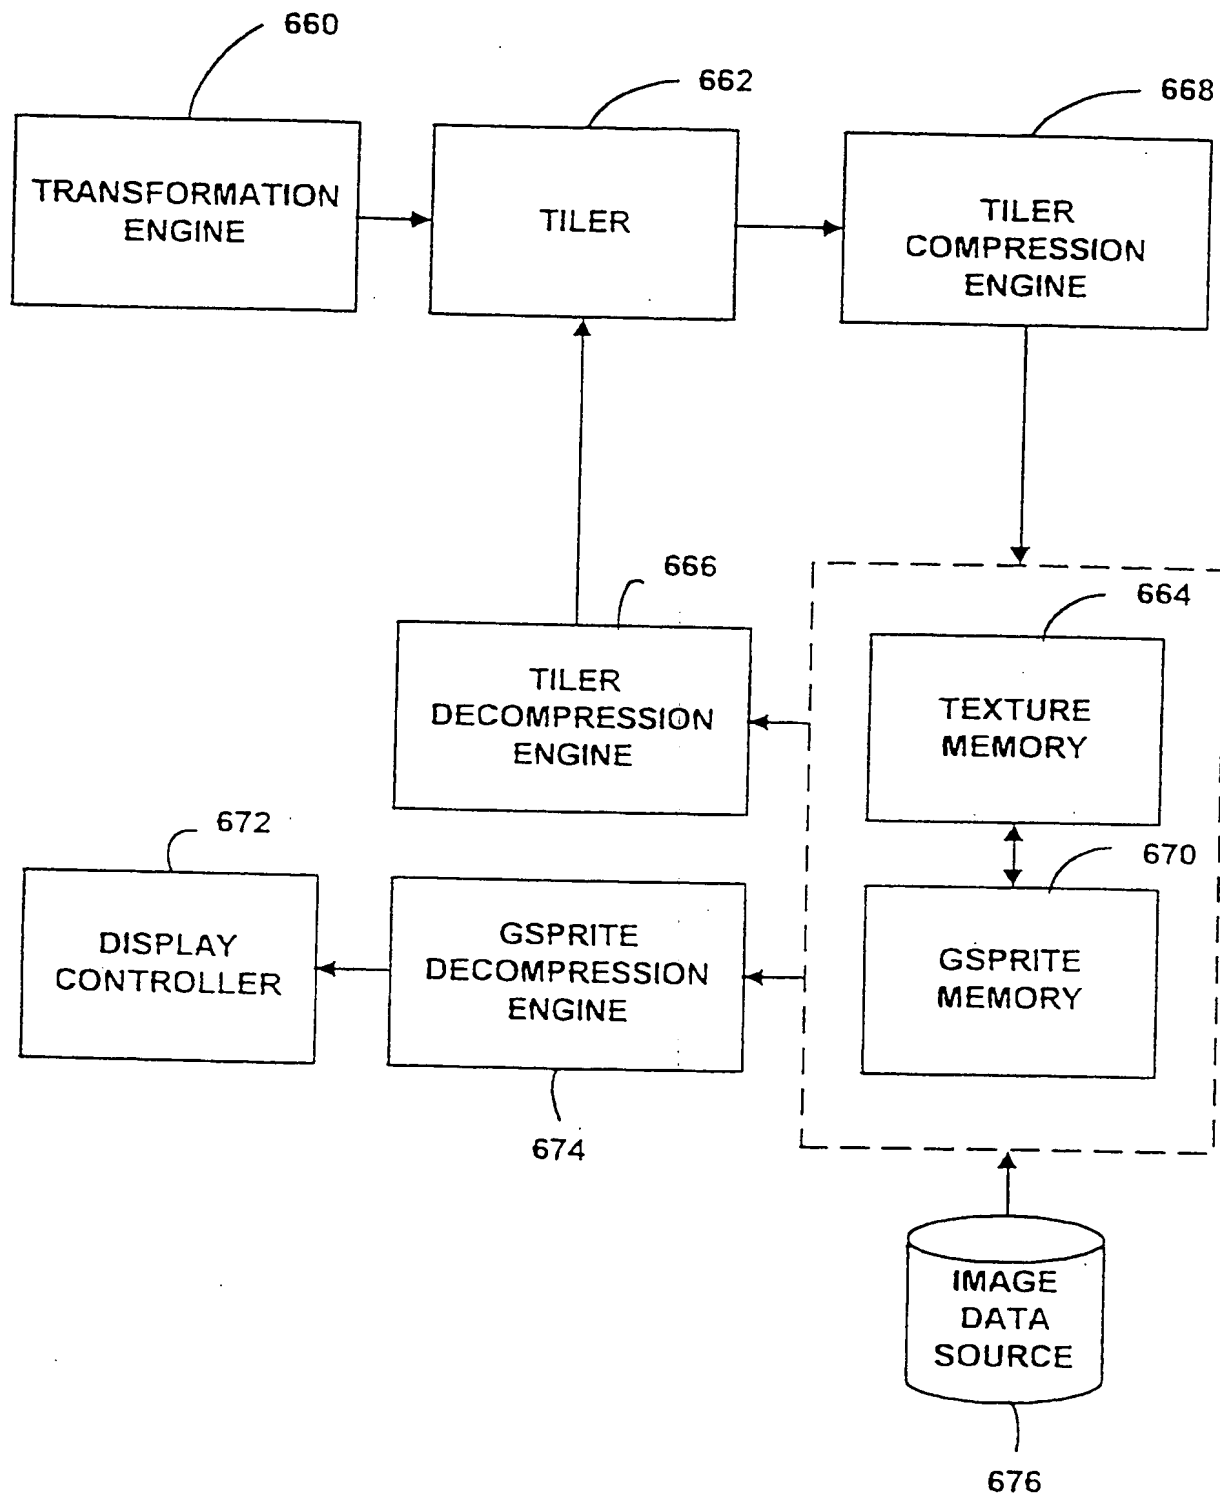 660
662
668
TRANSFORMATION
ENGINE
TILER
TILER
COMPRESSION
ENGINE
666
664
TILER
DECOMPRESSION
ENGINE
TEXTURE
MEMORY
672
670
DISPLAY
CONTROLLER
GSPRITE
DECOMPRESSION
ENGINE
GSPRITE
MEMORY
674
IMAGE
DATA
SOURCE
676